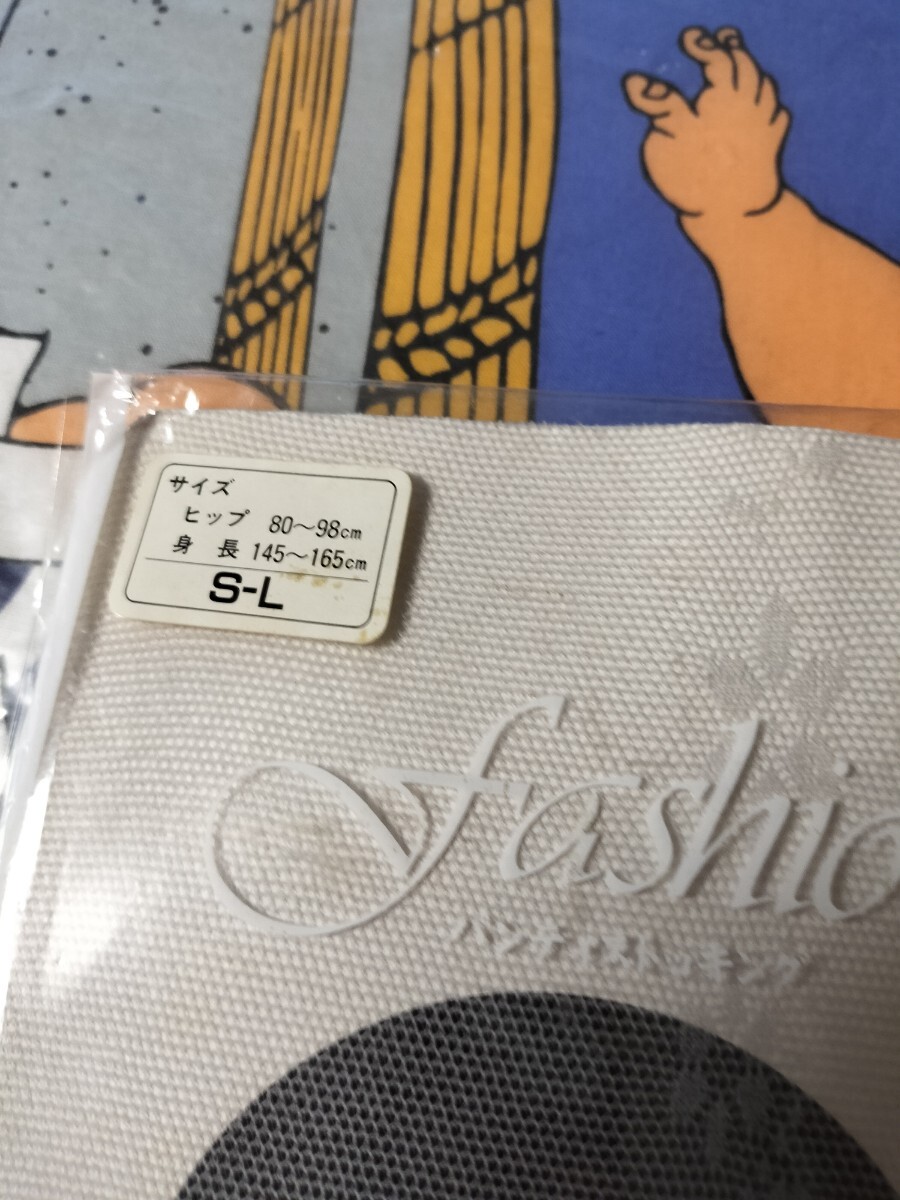 サイズ
ヒップ 80〜98cm
身 長 145〜165cm
S-L
fashio
パンティストッキング